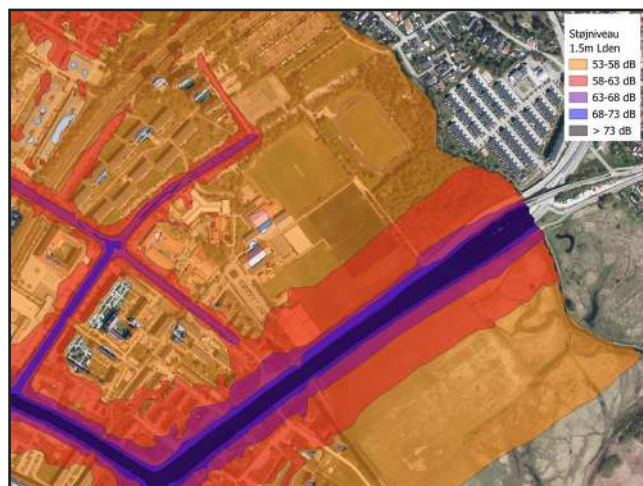 Støjniveau
1.5m Lden
53-58 dB
58-63 dB
63-68 dB
68-73 dB
> 73 dB